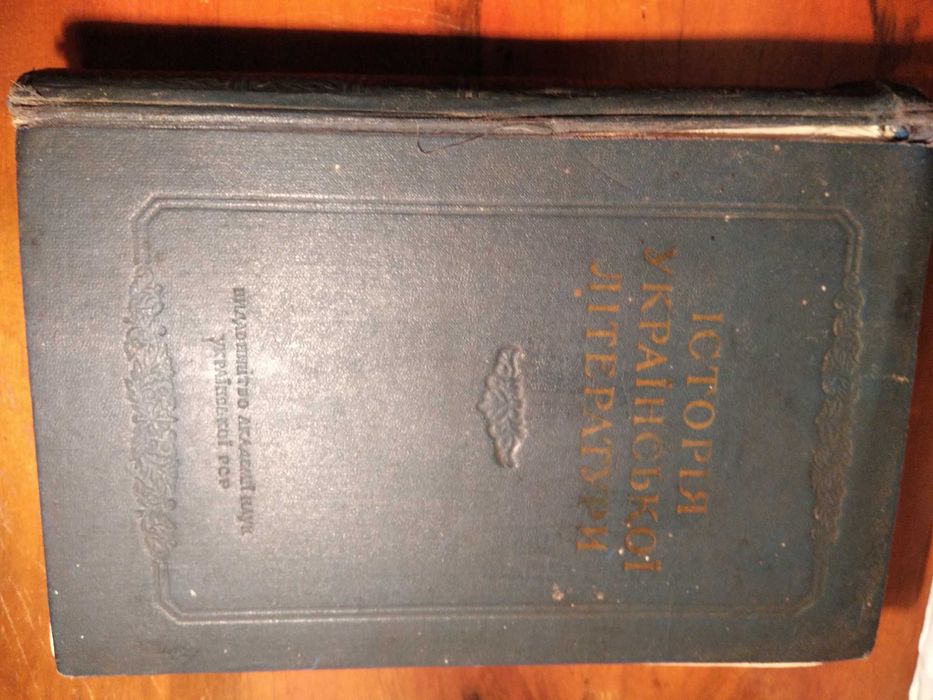 ІСТОРІЯ
УКРАЇНСЬКОЇ
ЛІТЕРАТУРИ
ВИДАВНИЦТВО АКАДЕМІЇ НАУК
УКРАЇНСЬКОЇ РСР